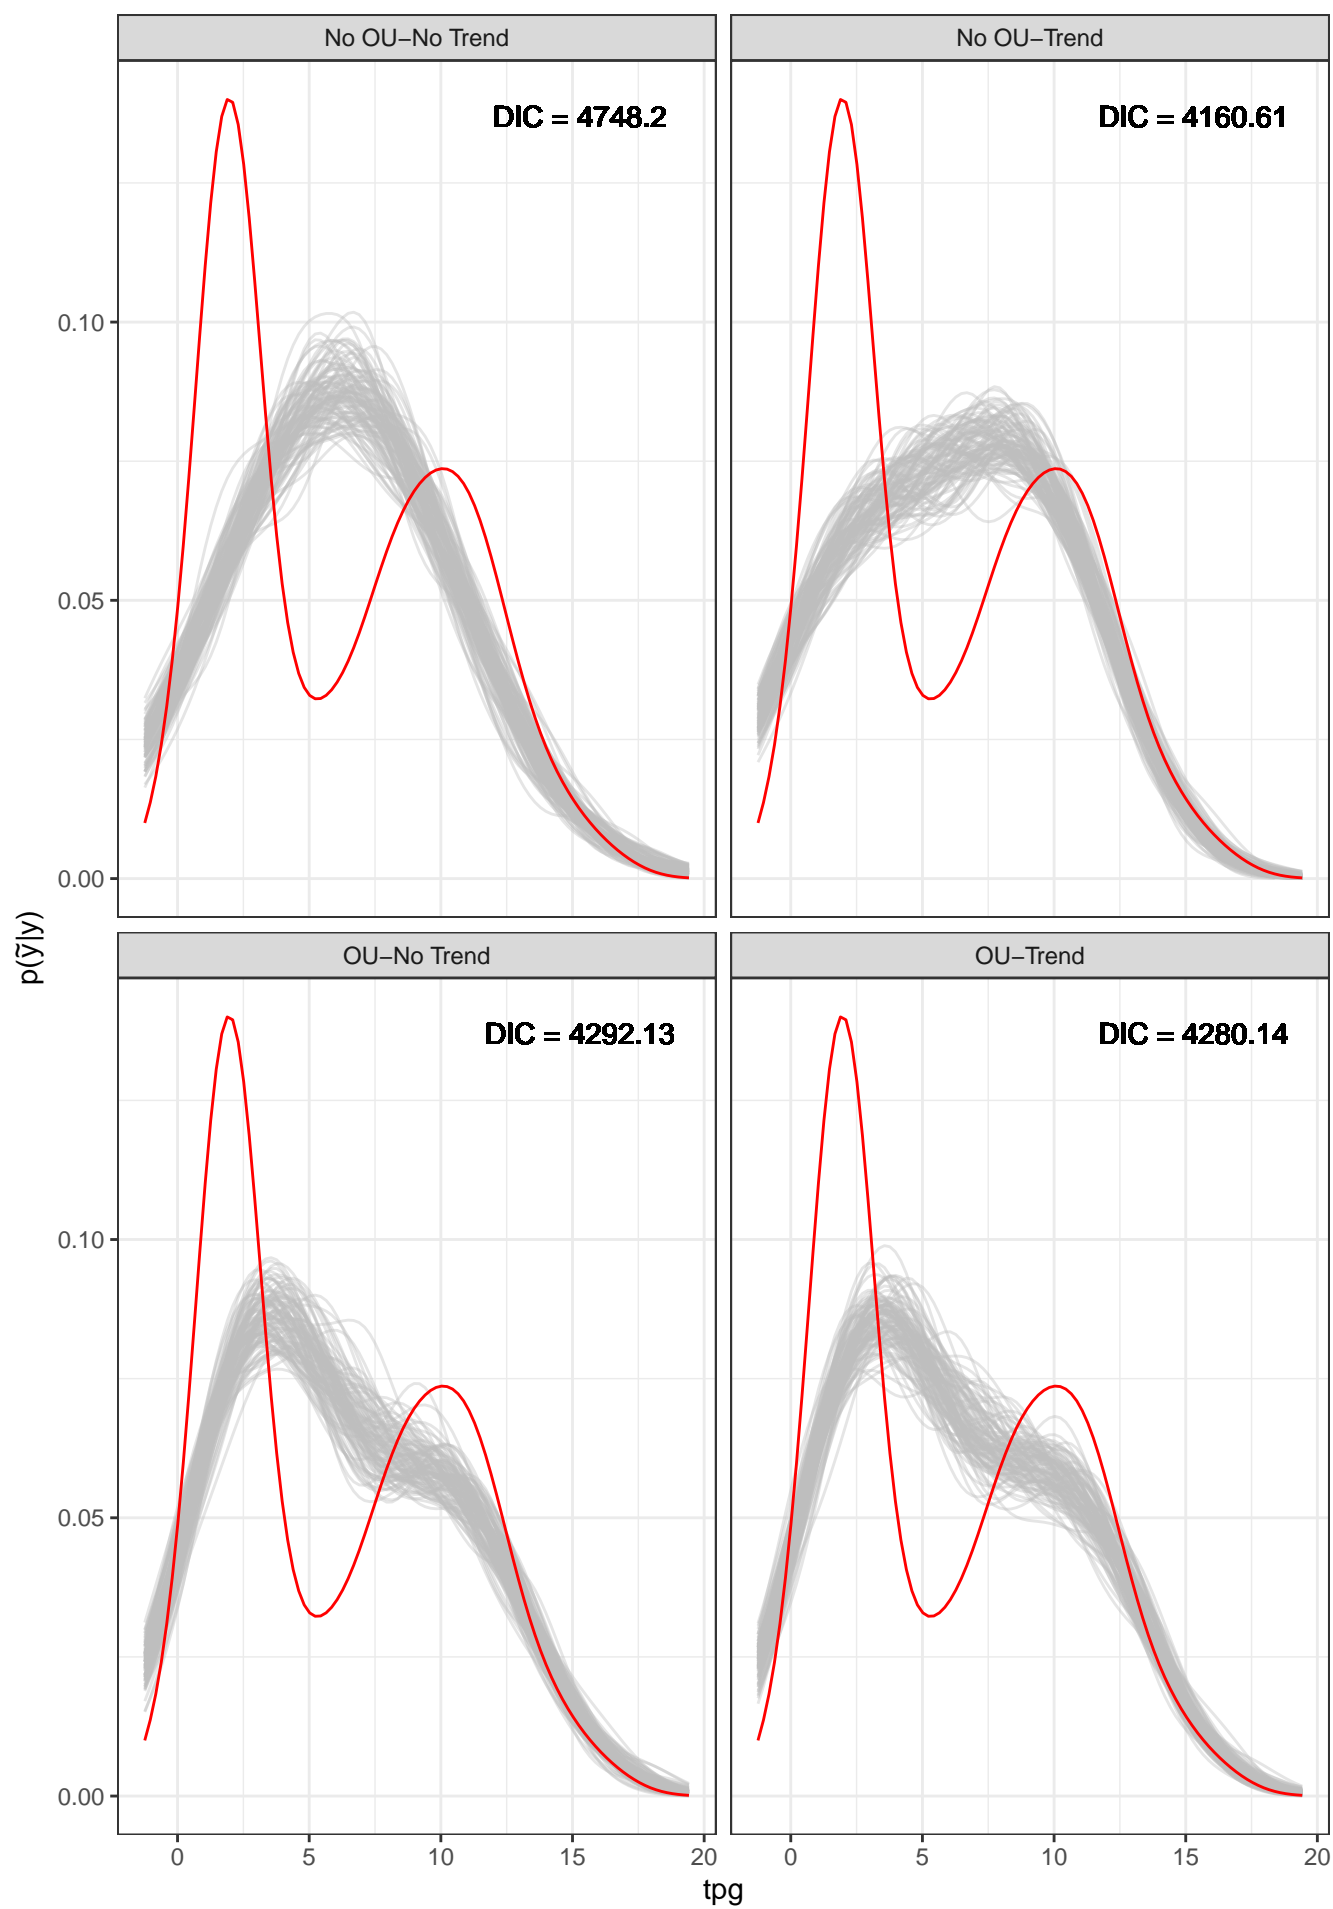 No OU–No Trend
No OU–Trend
DIC = 4748.2
DIC = 4160.61
0.10
0.05
0.00
p(ỹ|y)
OU–No Trend
OU–Trend
DIC = 4292.13
DIC = 4280.14
0.10
0.05
0.00
0 5 10 15 20
0 5 10 15 20
tpg